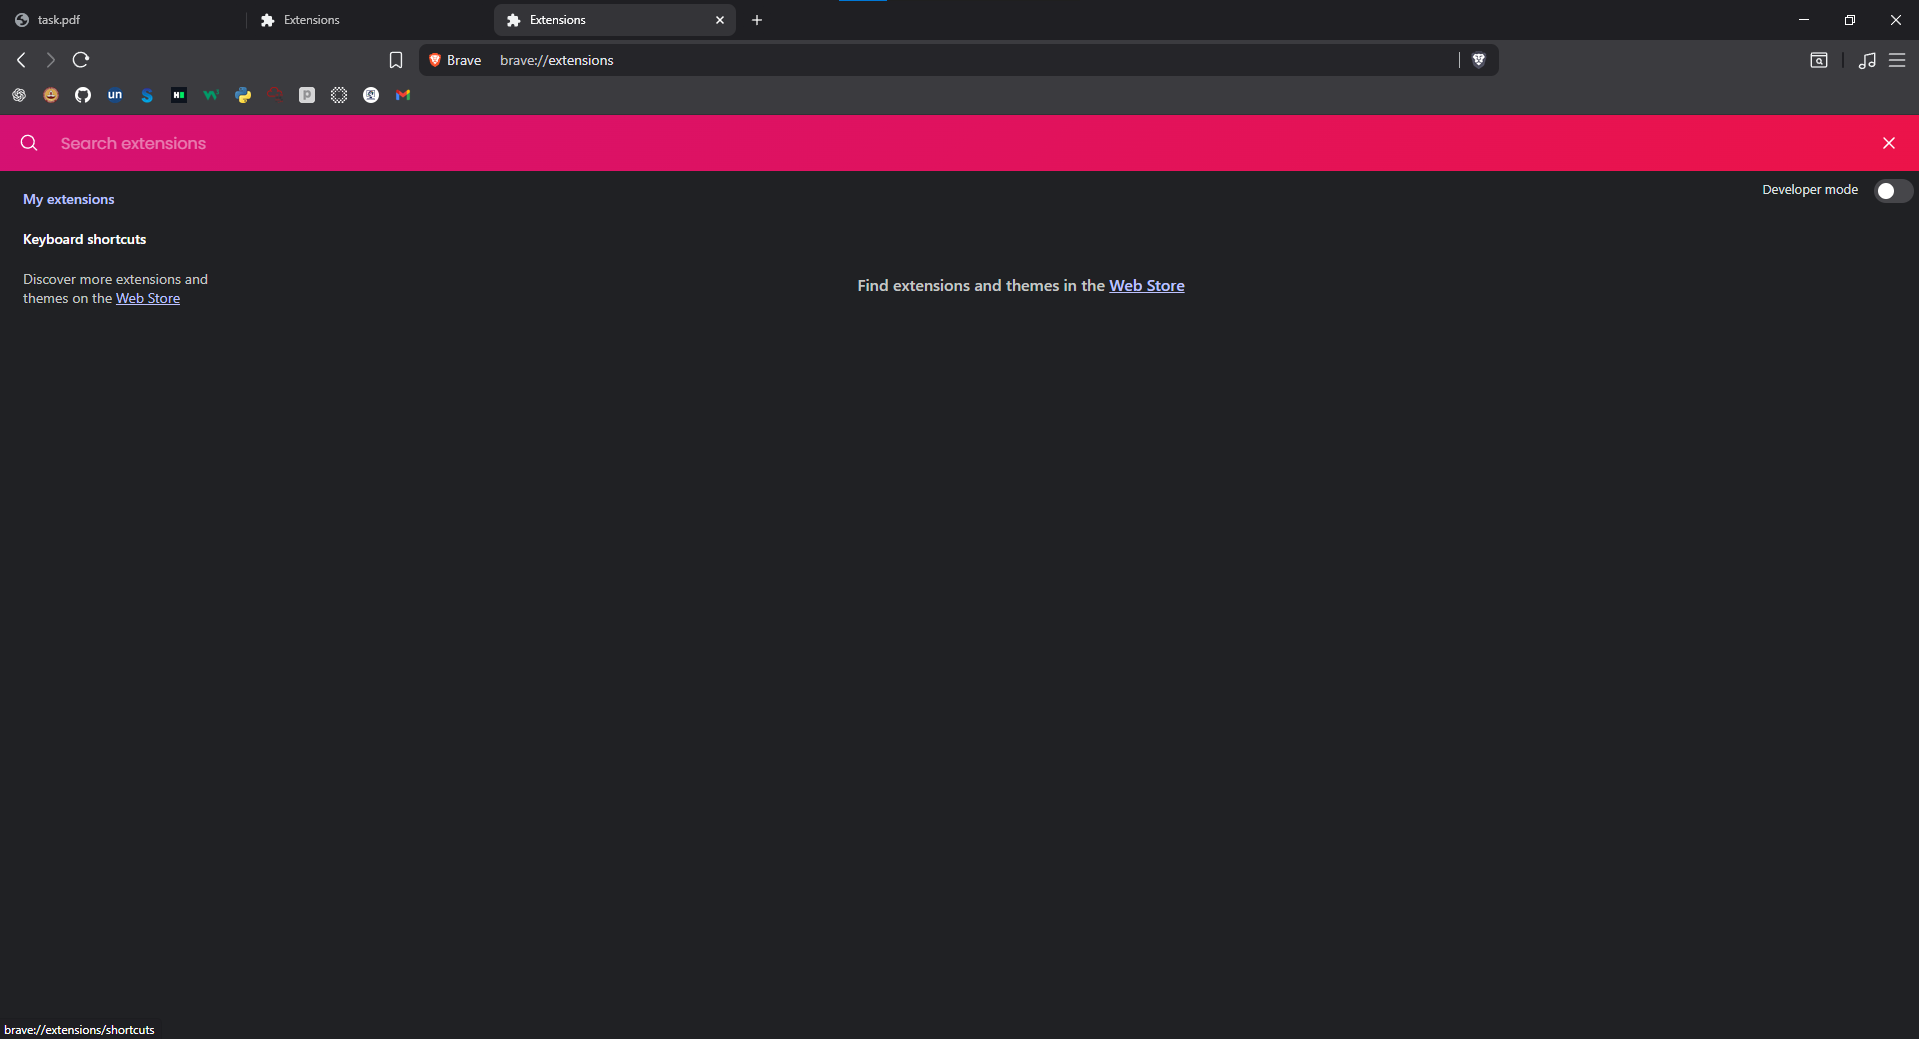 task.pdf
Extensions
Extensions
Brave
brave://extensions
un
P
Search extensions
My extensions
Developer mode
Keyboard shortcuts
Discover more extensions and
themes on the Web Store
Find extensions and themes in the Web Store
brave://extensions/shortcuts